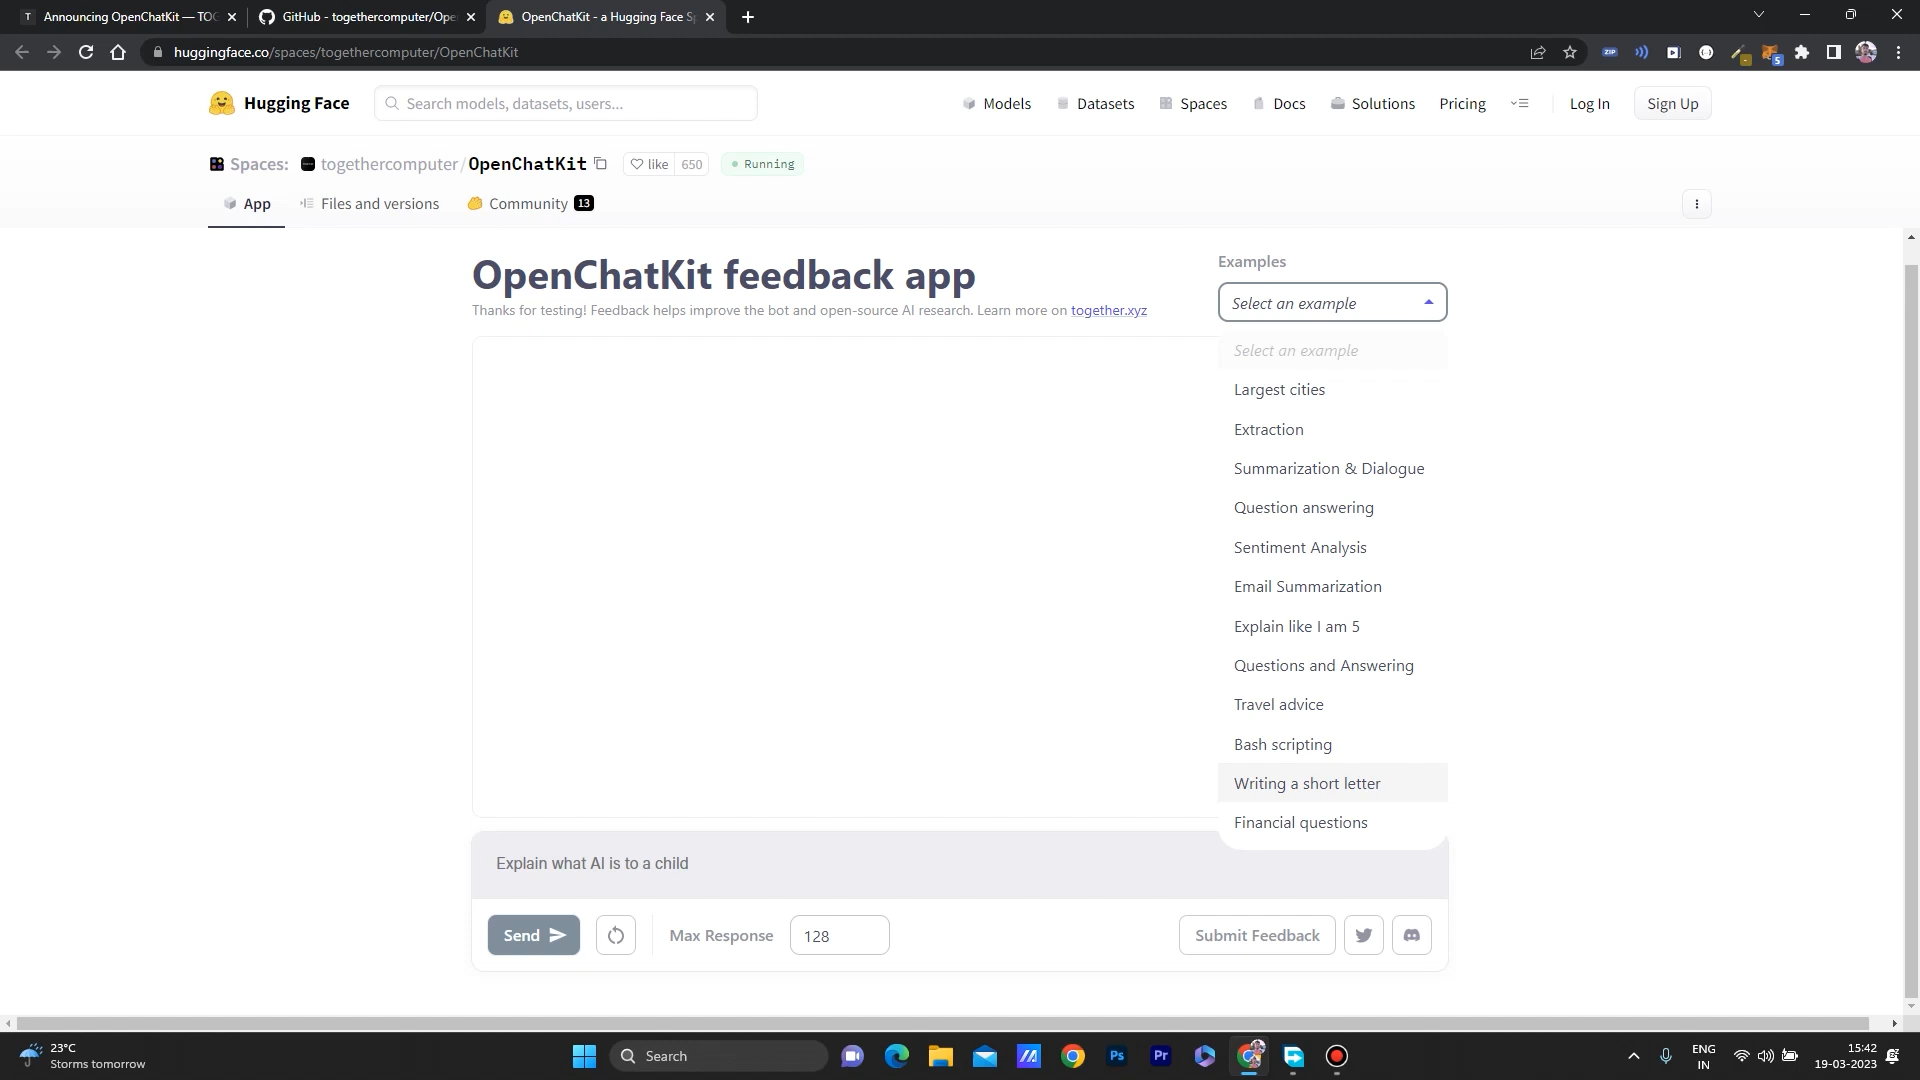 Announcing OpenChatKit — TOG
GitHub - togethercomputer/Ope
OpenChatKit - a Hugging Face Sp
huggingface.co/spaces/togethercomputer/OpenChatKit
Hugging Face
Search models, datasets, users...
Models
Datasets
Spaces
Docs
Solutions
Pricing
Log In
Sign Up
Spaces:
togethercomputer/OpenChatKit
like 650
Running
App
Files and versions
Community 13
OpenChatKit feedback app
Thanks for testing! Feedback helps improve the bot and open-source AI research. Learn more on together.xyz
Examples
Select an example
Select an example
Largest cities
Extraction
Summarization & Dialogue
Question answering
Sentiment Analysis
Email Summarization
Explain like I am 5
Questions and Answering
Travel advice
Bash scripting
Writing a short letter
Financial questions
Explain what AI is to a child
Send
Max Response
128
Submit Feedback
23°C
Storms tomorrow
Search
Ps
Pr
ENG
IN
15:42
19-03-2023